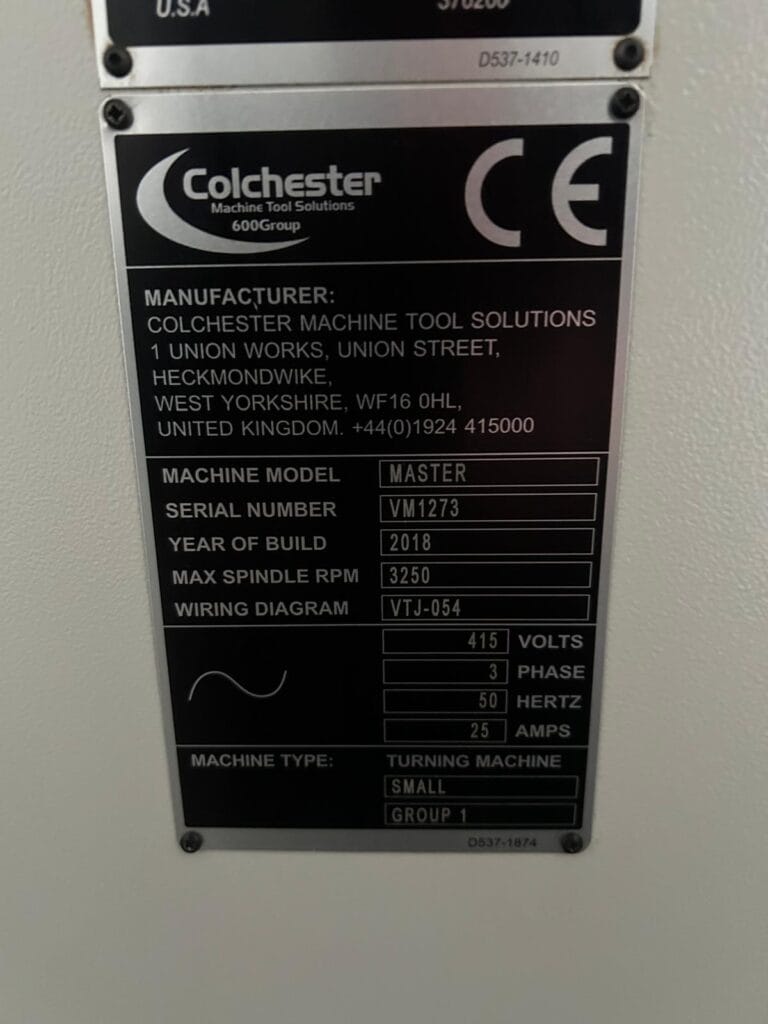 U.S.A
D537-1410
Colchester
Machine Tool Solutions
600Group
CE
MANUFACTURER:
COLCHESTER MACHINE TOOL SOLUTIONS
1 UNION WORKS, UNION STREET,
HECKMONDWIKE,
WEST YORKSHIRE, WF16 0HL,
UNITED KINGDOM. +44(0)1924 415000
MACHINE MODEL MASTER
SERIAL NUMBER VM1273
YEAR OF BUILD 2018
MAX SPINDLE RPM 3250
WIRING DIAGRAM VTJ-054
415 VOLTS
3 PHASE
50 HERTZ
25 AMPS
MACHINE TYPE: TURNING MACHINE
SMALL
GROUP 1
D537-1874